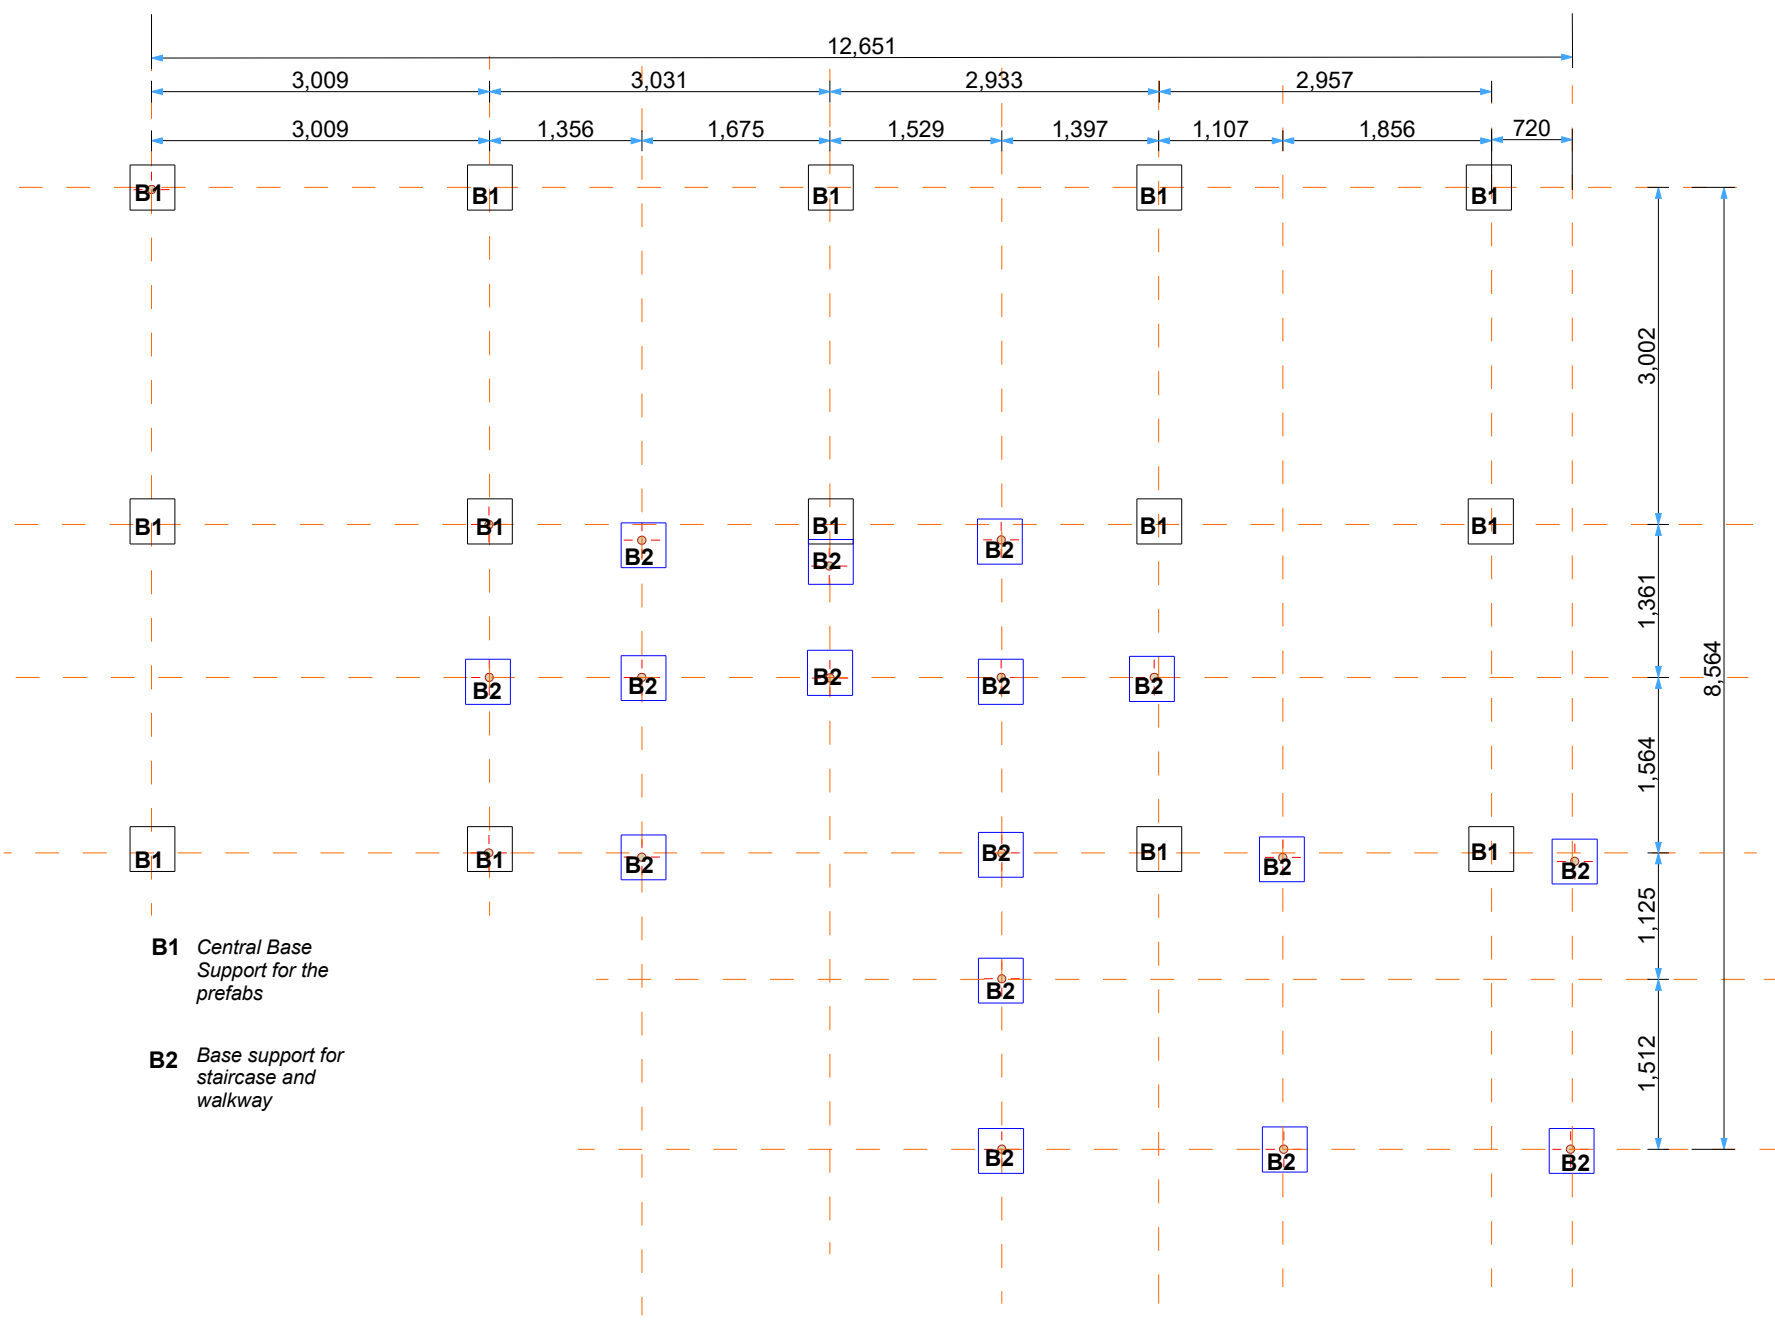 12,651
3,009 3,031 2,933 2,957
3,009 1,356 1,675 1,529 1,397 1,107 1,856 720
B1 B1 B1 B1 B1
3,002
B1 B1 B1 B1 B1
B2 B2 B2
1,361
8,564
B2 B2 B2 B2 B2
1,564
B1 B1 B2 B2 B1 B2 B1 B2
1,125
B1 Central Base
Support for the
prefabs
B2
B2 Base support for
staircase and
walkway
1,512
B2 B2 B2